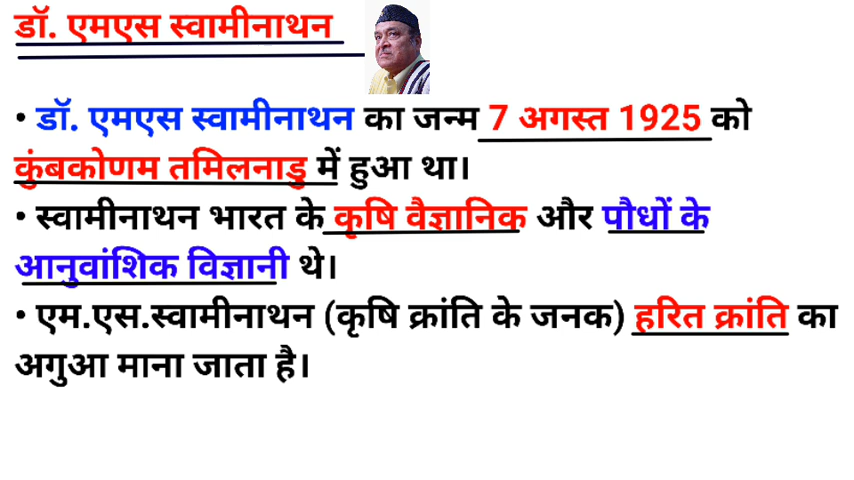 डॉ. एमएस स्वामीनाथन
• डॉ. एमएस स्वामीनाथन का जन्म 7 अगस्त 1925 को
कुंबकोणम तमिलनाडु में हुआ था।
• स्वामीनाथन भारत के कृषि वैज्ञानिक और पौधों के
आनुवांशिक विज्ञानी थे।
• एम.एस.स्वामीनाथन (कृषि क्रांति के जनक) हरित क्रांति का
अगुआ माना जाता है।